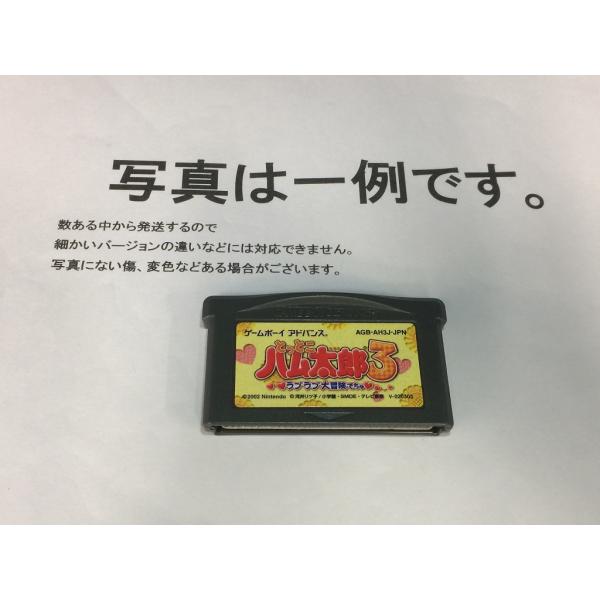 写真は一例です。
数ある中から発送するので
細かいバージョンの違いなどには対応できません。
写真にない傷、変色などある場合がございます。
ゲームボーイ アドバンス AGB-AH3J-JPN
とっとこ
ハム太郎3
ラブラブ大冒険でちゅ
©2002 Nintendo © 河井リツ子/小学館・SMDE・テレビ東京